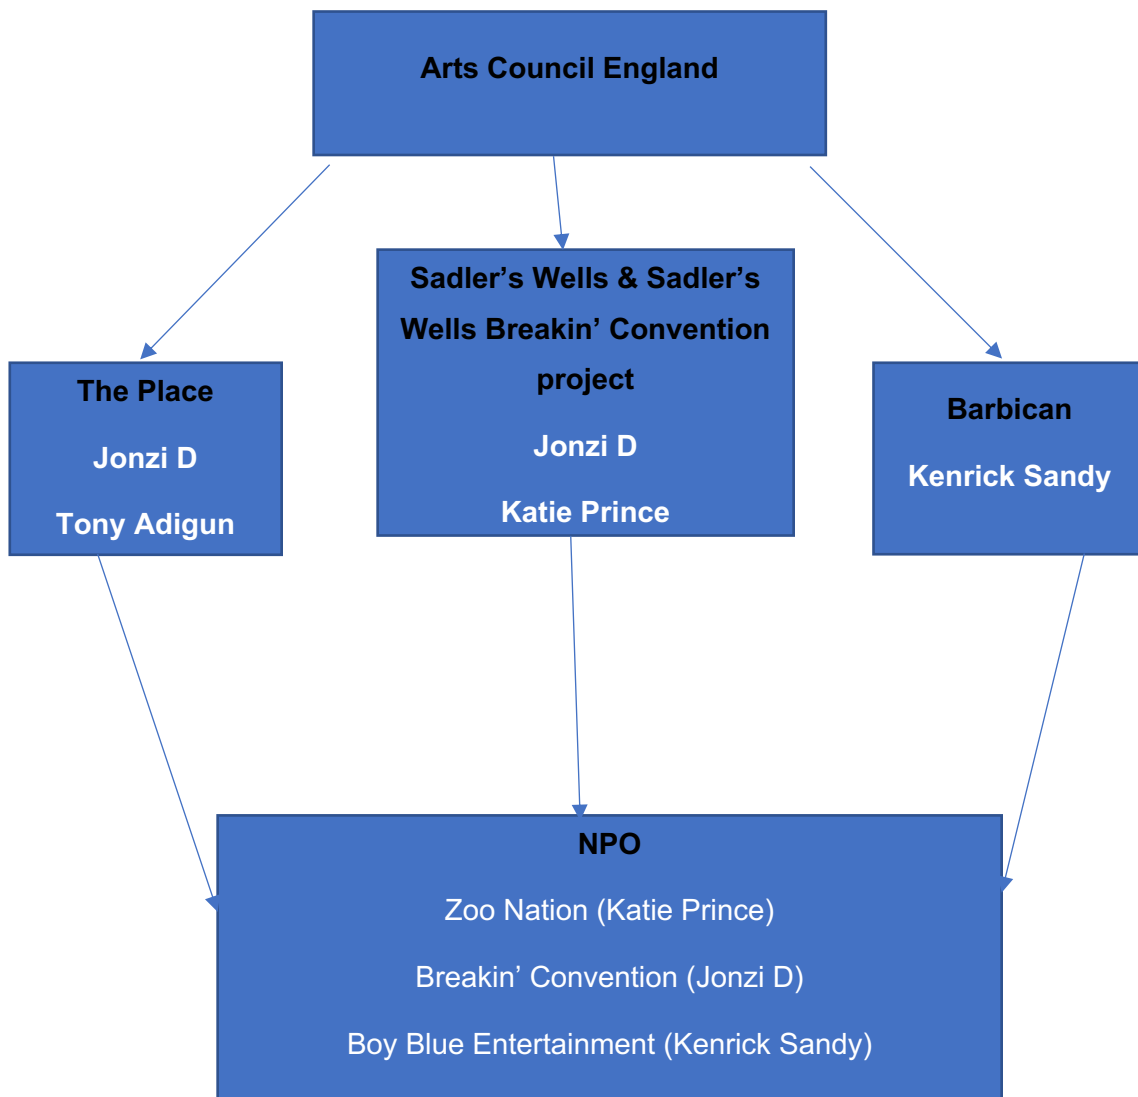 Arts Council England
Sadler’s Wells & Sadler’s
Wells Breakin’ Convention
project
Jonzi D
Katie Prince
The Place
Jonzi D
Tony Adigun
Barbican
Kenrick Sandy
NPO
Zoo Nation (Katie Prince)
Breakin’ Convention (Jonzi D)
Boy Blue Entertainment (Kenrick Sandy)